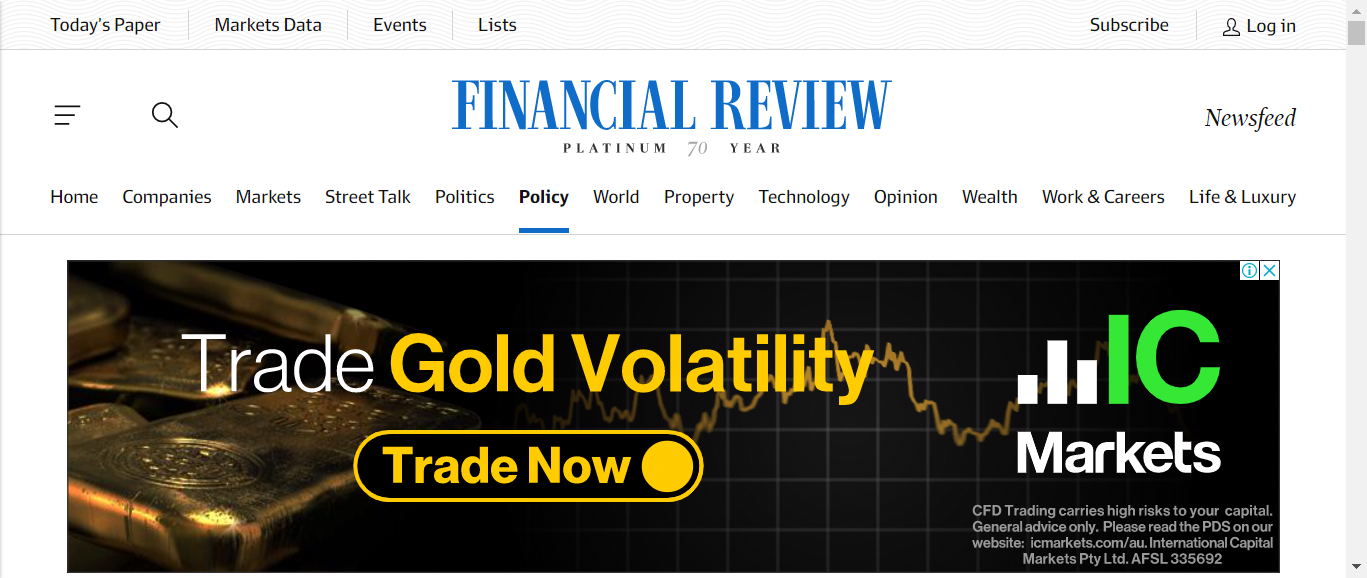 Today's Paper Markets Data Events Lists Subscribe Log in
FINANCIAL REVIEW
PLATINUM 70 YEAR
Newsfeed
Home Companies Markets Street Talk Politics Policy World Property Technology Opinion Wealth Work & Careers Life & Luxury
Trade Gold Volatility
Trade Now
IC
Markets
CFD Trading carries high risks to your capital.
General advice only. Please read the PDS on our
website: icmarkets.com/au. International Capital
Markets Pty Ltd. AFSL 335692